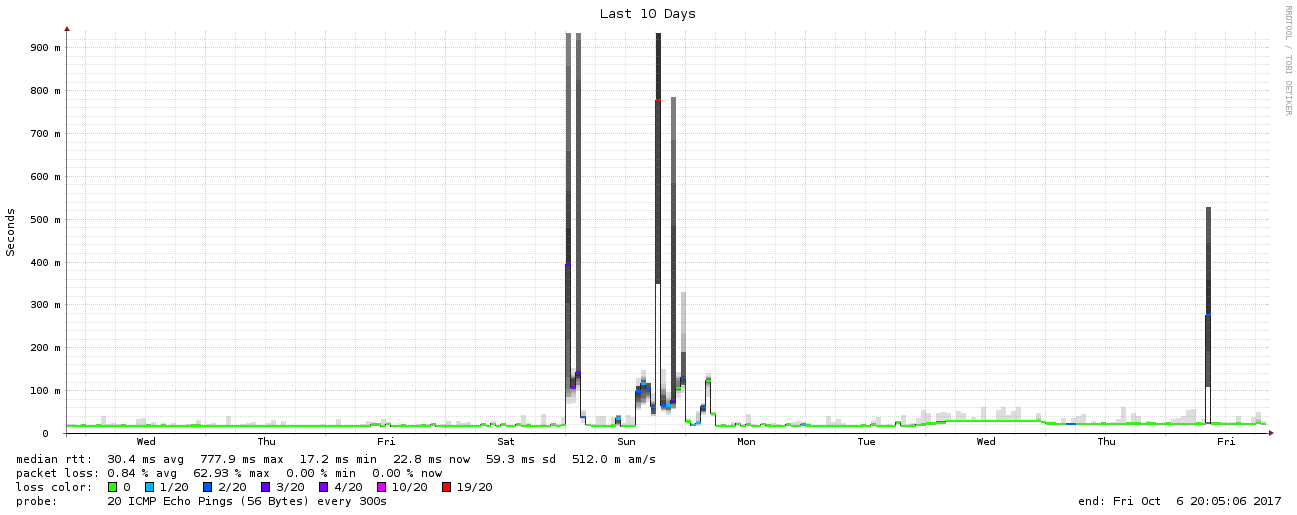 Last 10 Days
RRDTOOL / TOBI OETIKER
Seconds
900 m
800 m
700 m
600 m
500 m
400 m
300 m
200 m
100 m
0
Wed Thu Fri Sat Sun Mon Tue Wed Thu Fri
median rtt: 30.4 ms avg 777.9 ms max 17.2 ms min 22.8 ms now 59.3 ms sd 512.0 m am/s
packet loss: 0.84 % avg 62.93 % max 0.00 % min 0.00 % now
loss color: 0 1/20 2/20 3/20 4/20 10/20 19/20
probe: 20 ICMP Echo Pings (56 Bytes) every 300s end: Fri Oct 6 20:05:06 2017